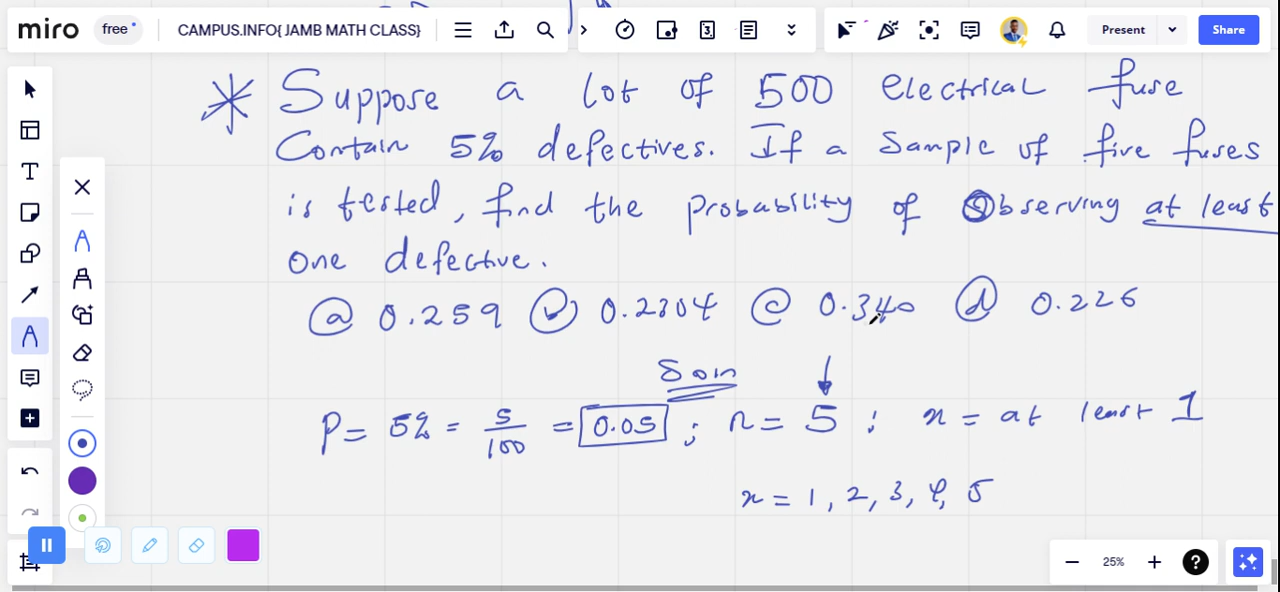 miro free CAMPUS.INFO{ JAMB MATH CLASS} Present Share
* Suppose a lot of 500 electrical fuse
Contain 5% defectives. If a Sample of five fuses
is tested, find the probability of Observing at least
One defective.
(a) 0.259 (b) 0.2304 (c) 0.340 (d) 0.226
Soln
P = 5% = 5/100 = 0.05 ; n = 5 ; x = at least 1
x = 1, 2, 3, 4, 5
25%